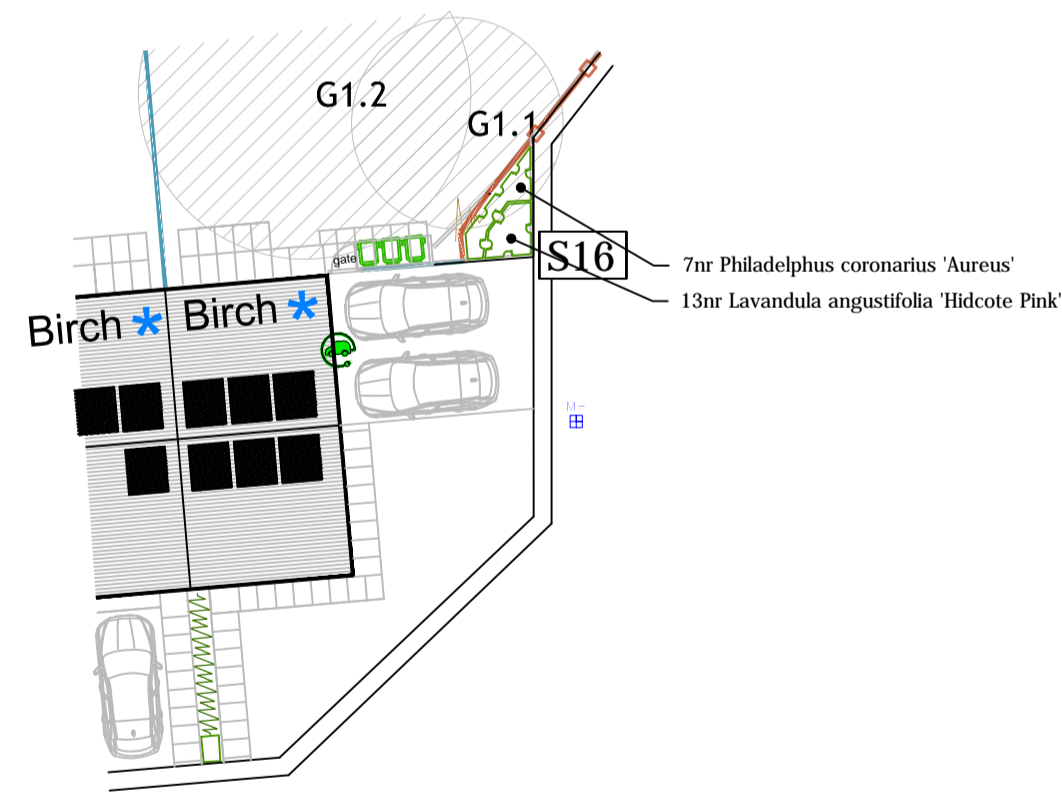 G1.2
G1.1
gate
S16
7nr Philadelphus coronarius 'Aureus'
13nr Lavandula angustifolia 'Hidcote Pink'
Birch *
Birch *
M-